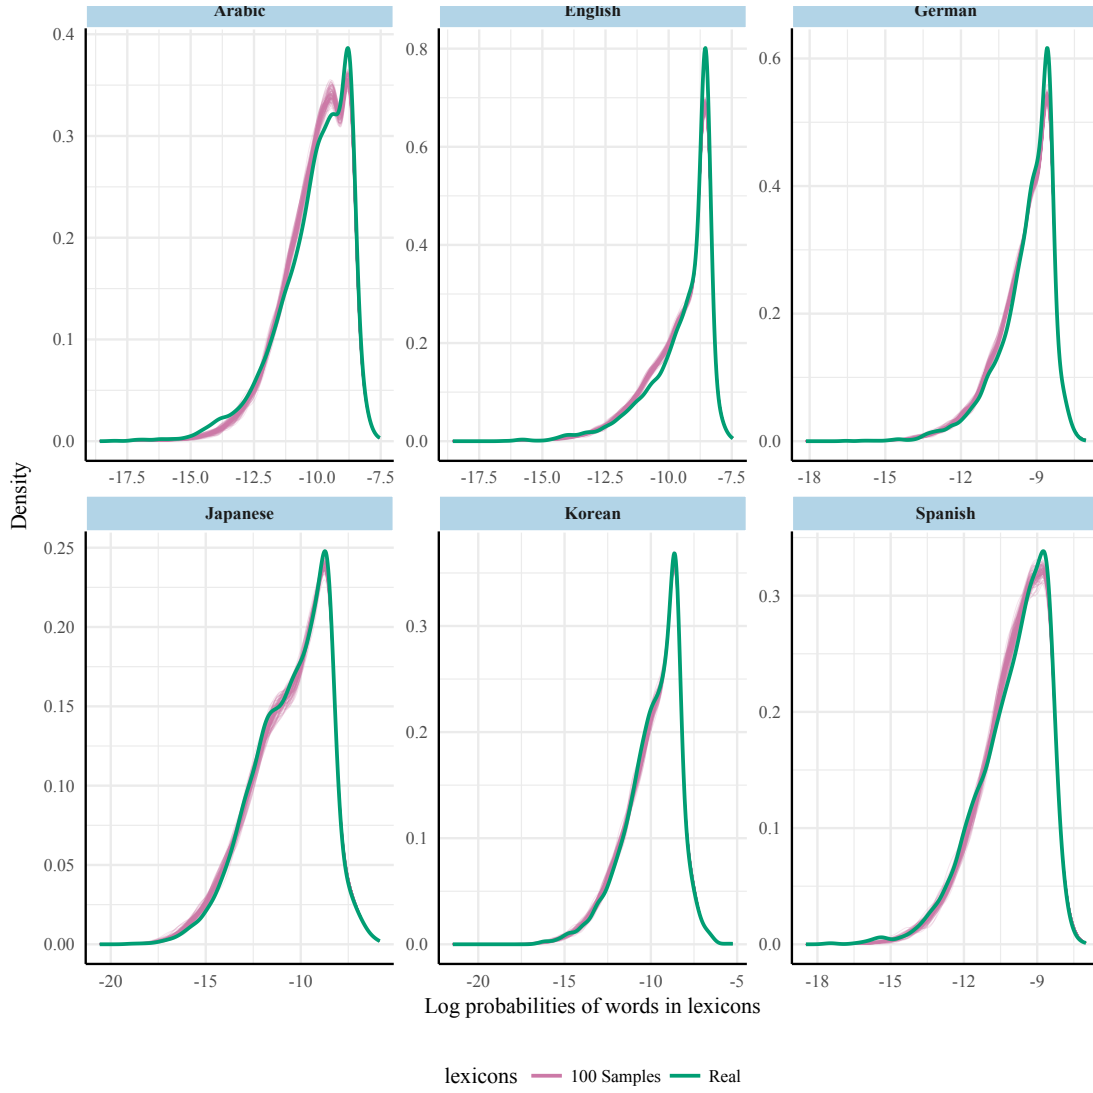 Arabic English German
0.4
0.3
0.2
0.1
0.0
-17.5 -15.0 -12.5 -10.0 -7.5
0.8
0.6
0.4
0.2
0.0
-17.5 -15.0 -12.5 -10.0 -7.5
0.6
0.4
0.2
0.0
-18 -15 -12 -9
Density
Japanese Korean Spanish
0.25
0.20
0.15
0.10
0.05
0.00
-20 -15 -10
0.3
0.2
0.1
0.0
-20 -15 -10 -5
0.3
0.2
0.1
0.0
-18 -15 -12 -9
Log probabilities of words in lexicons
lexicons 100 Samples Real